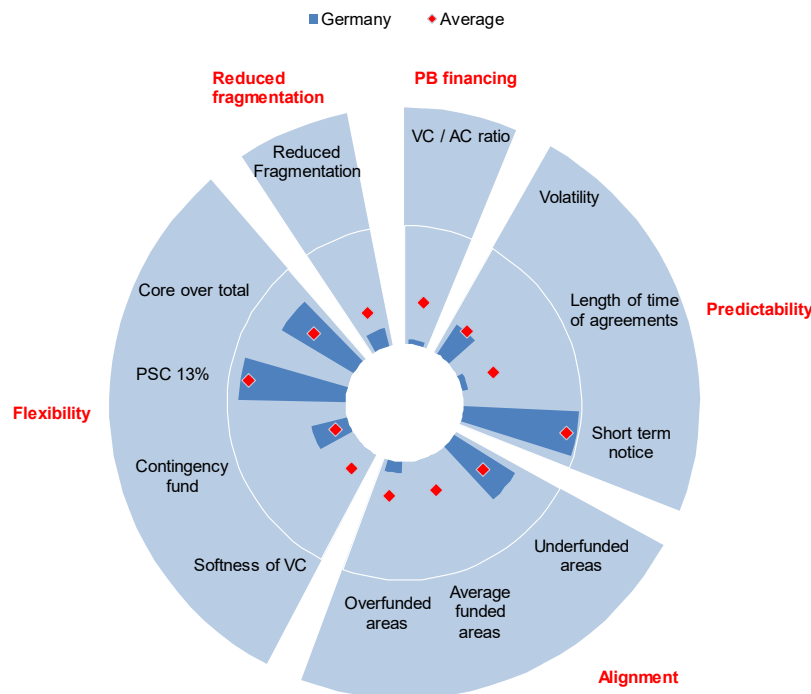 Germany
Average
Reduced
fragmentation
PB financing
VC / AC ratio
Reduced
Fragmentation
Volatility
Core over total
Length of time
of agreements
Predictability
PSC 13%
Flexibility
Short term
notice
Contingency
fund
Underfunded
areas
Softness of VC
Average
funded
areas
Overfunded
areas
Alignment